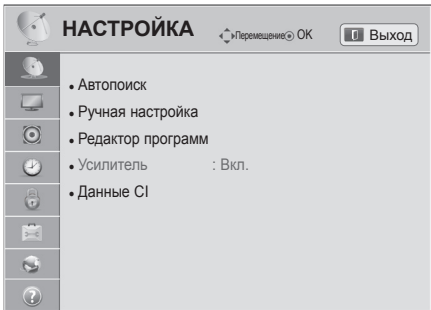 НАСТРОЙКА Перемещение OK Выход
• Автопоиск
• Ручная настройка
• Редактор программ
• Усилитель : Вкл.
• Данные CI